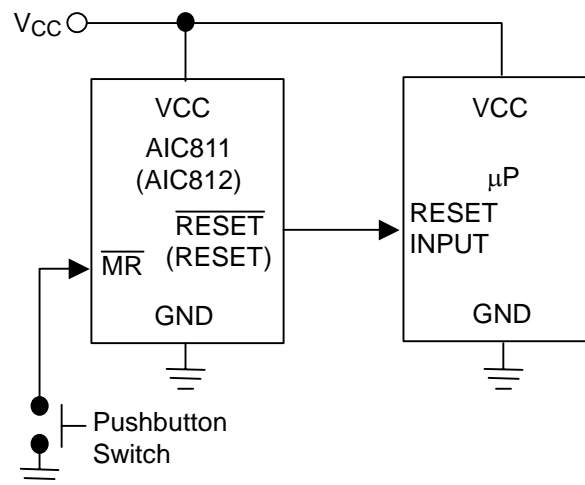 VCC
VCC
AIC811
(AIC812)
RESET
(RESET)
MR
GND
VCC
μP
RESET
INPUT
GND
Pushbutton
Switch